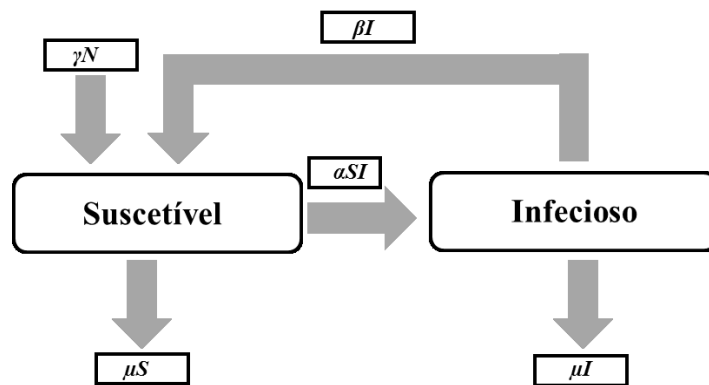 βI
γN
αSI
Suscetível
Infecioso
μS
μI